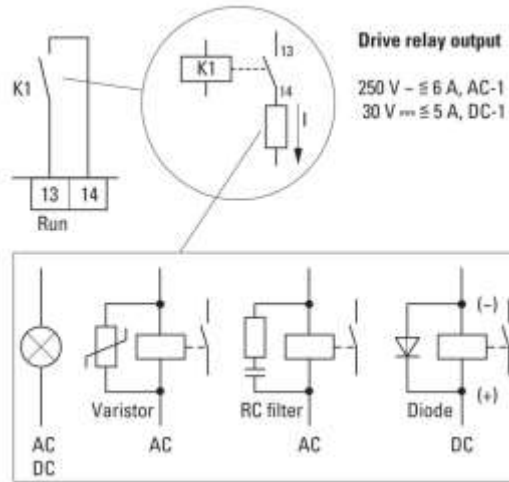 Drive relay output
250 V ~ ≦ 6 A, AC-1
30 V ⎓ ≦ 5 A, DC-1
K1
13 14
Run
K1
13
14
I
Varistor
RC filter
Diode
(–)
(+)
AC
DC
AC
AC
DC